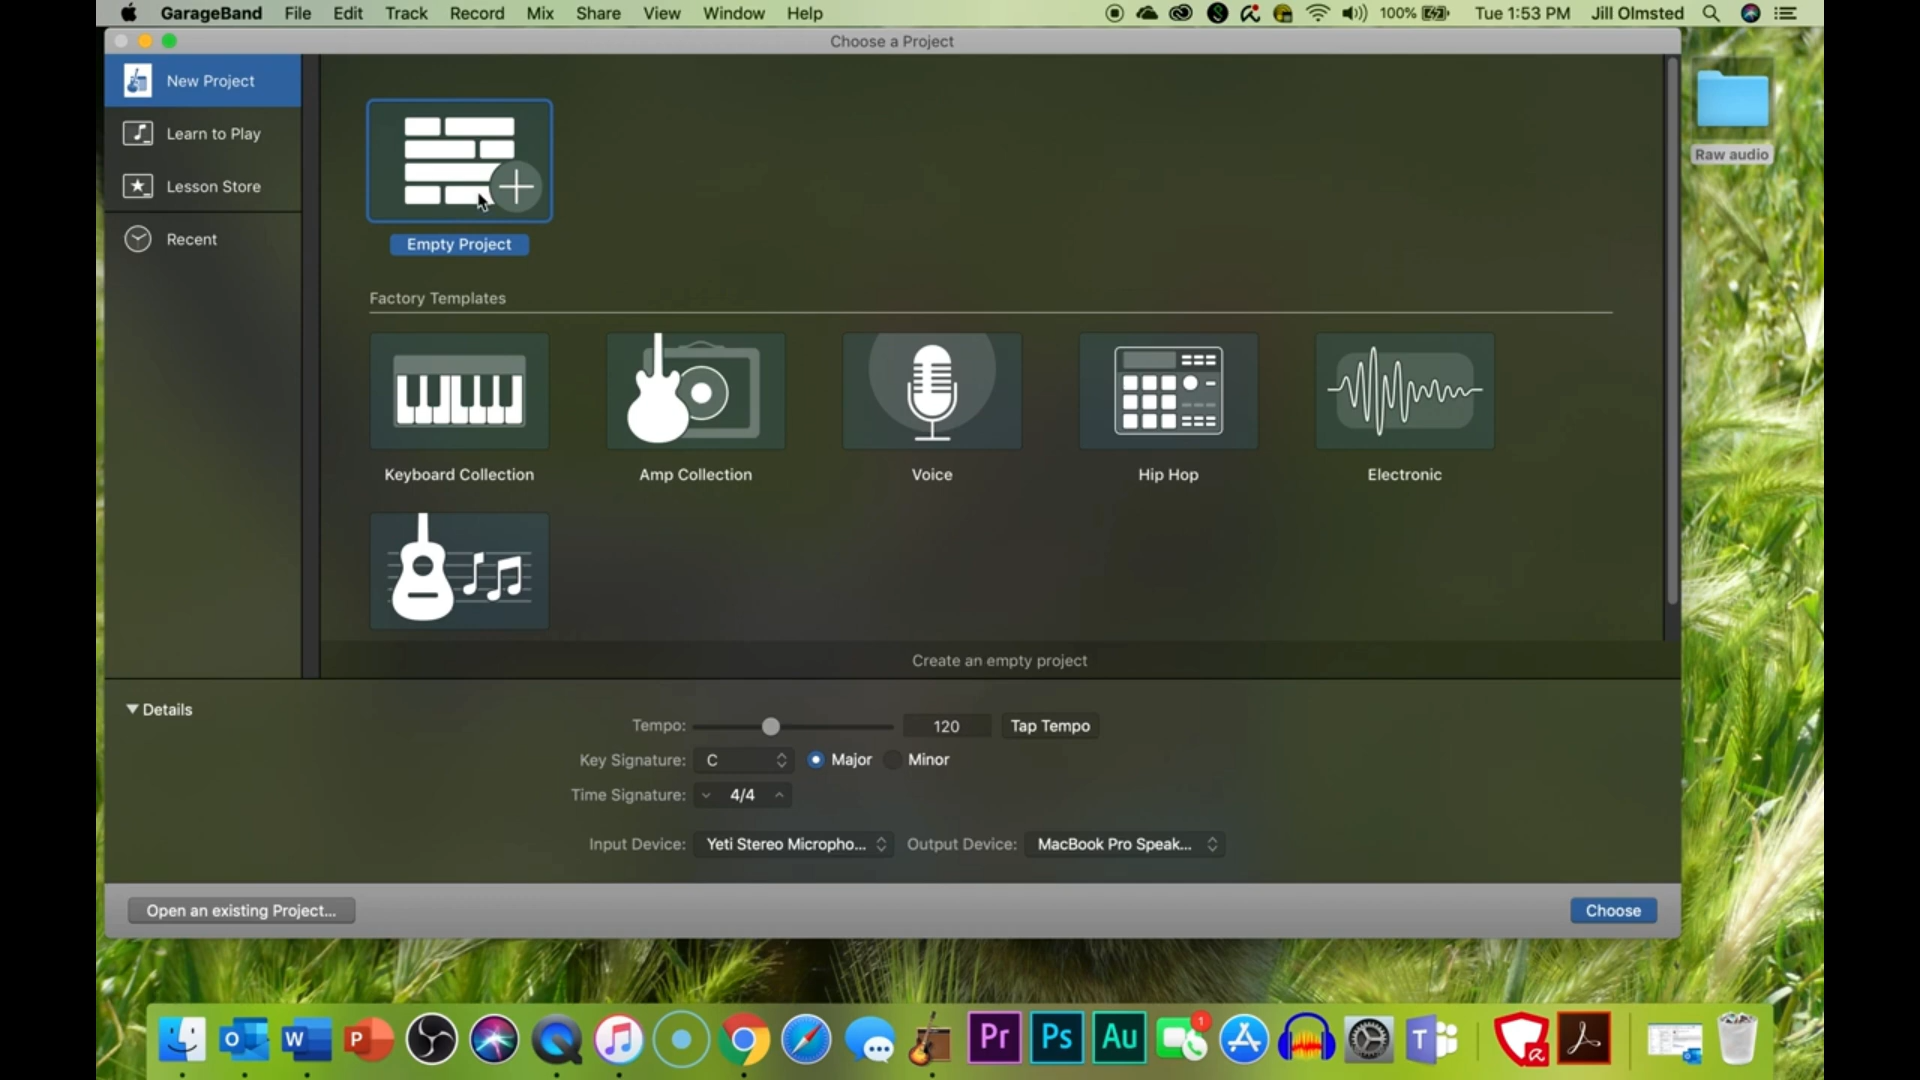 GarageBand File Edit Track Record Mix Share View Window Help 100% Tue 1:53 PM Jill Olmsted
Choose a Project
New Project
Learn to Play
Lesson Store
Recent
Empty Project
Factory Templates
Keyboard Collection Amp Collection Voice Hip Hop Electronic
Create an empty project
Details
Tempo: 120 Tap Tempo
Key Signature: C Major Minor
Time Signature: 4/4
Input Device: Yeti Stereo Micropho... Output Device: MacBook Pro Speak...
Open an existing Project... Choose
Raw audio
O W P Pr Ps Au 1 T